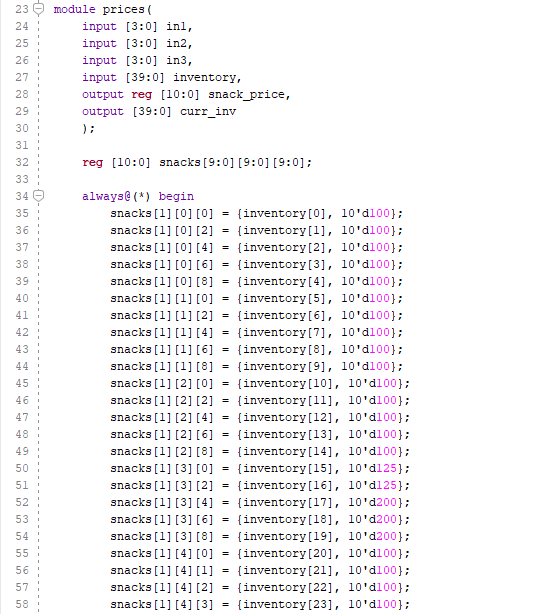 23 module prices(
24 input [3:0] in1,
25 input [3:0] in2,
26 input [3:0] in3,
27 input [39:0] inventory,
28 output reg [10:0] snack_price,
29 output [39:0] curr_inv
30 );
31
32 reg [10:0] snacks[9:0][9:0][9:0];
33
34 always@(*) begin
35 snacks[1][0][0] = {inventory[0], 10'd100};
36 snacks[1][0][2] = {inventory[1], 10'd100};
37 snacks[1][0][4] = {inventory[2], 10'd100};
38 snacks[1][0][6] = {inventory[3], 10'd100};
39 snacks[1][0][8] = {inventory[4], 10'd100};
40 snacks[1][1][0] = {inventory[5], 10'd100};
41 snacks[1][1][2] = {inventory[6], 10'd100};
42 snacks[1][1][4] = {inventory[7], 10'd100};
43 snacks[1][1][6] = {inventory[8], 10'd100};
44 snacks[1][1][8] = {inventory[9], 10'd100};
45 snacks[1][2][0] = {inventory[10], 10'd100};
46 snacks[1][2][2] = {inventory[11], 10'd100};
47 snacks[1][2][4] = {inventory[12], 10'd100};
48 snacks[1][2][6] = {inventory[13], 10'd100};
49 snacks[1][2][8] = {inventory[14], 10'd100};
50 snacks[1][3][0] = {inventory[15], 10'd125};
51 snacks[1][3][2] = {inventory[16], 10'd125};
52 snacks[1][3][4] = {inventory[17], 10'd200};
53 snacks[1][3][6] = {inventory[18], 10'd200};
54 snacks[1][3][8] = {inventory[19], 10'd200};
55 snacks[1][4][0] = {inventory[20], 10'd100};
56 snacks[1][4][1] = {inventory[21], 10'd100};
57 snacks[1][4][2] = {inventory[22], 10'd100};
58 snacks[1][4][3] = {inventory[23], 10'd100};